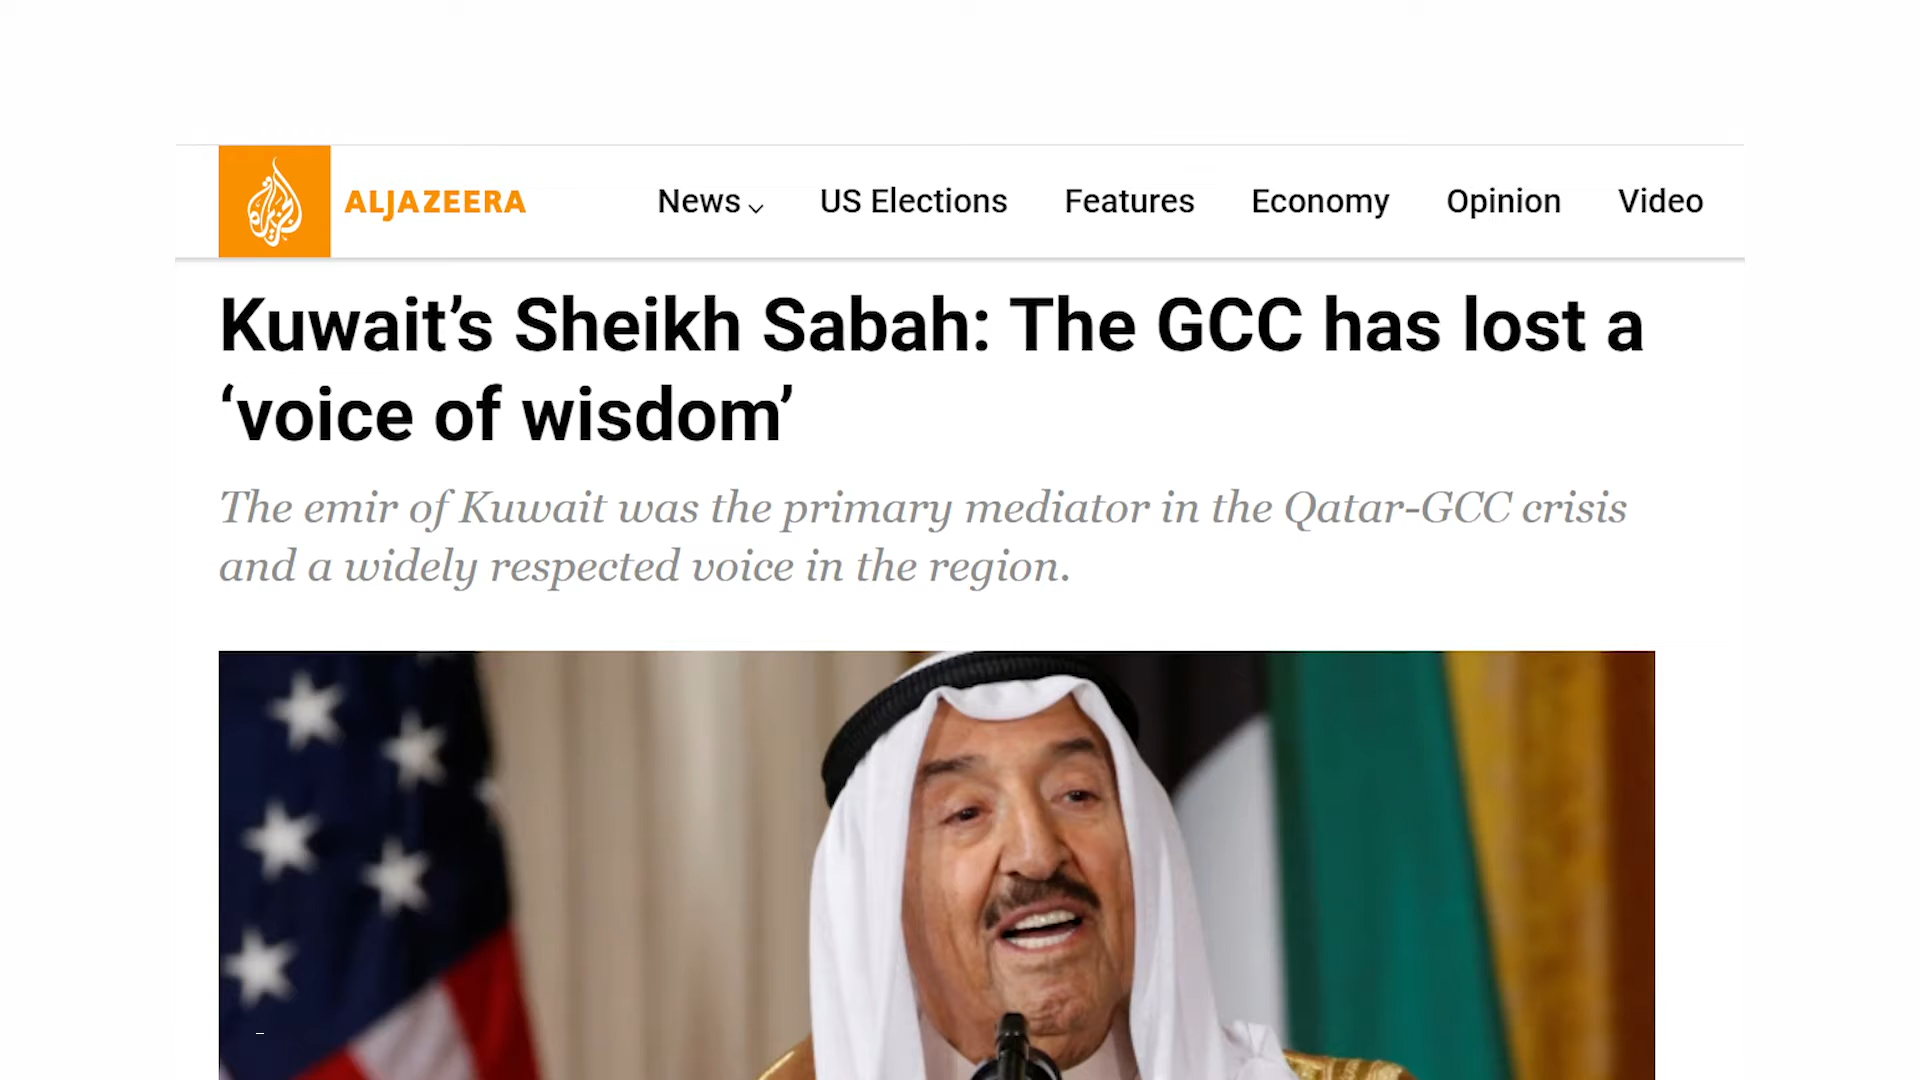 ALJAZEERA
News
US Elections
Features
Economy
Opinion
Video
Kuwait’s Sheikh Sabah: The GCC has lost a
‘voice of wisdom’
The emir of Kuwait was the primary mediator in the Qatar-GCC crisis
and a widely respected voice in the region.